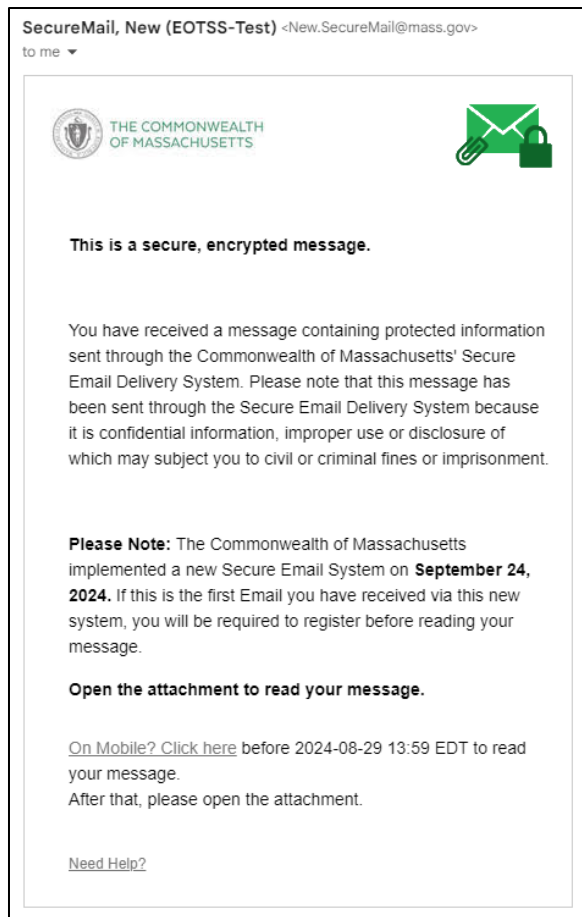 SecureMail, New (EOTSS-Test) <New.SecureMail@mass.gov>
to me
THE COMMONWEALTH
OF MASSACHUSETTS
This is a secure, encrypted message.
You have received a message containing protected information
sent through the Commonwealth of Massachusetts' Secure
Email Delivery System. Please note that this message has
been sent through the Secure Email Delivery System because
it is confidential information, improper use or disclosure of
which may subject you to civil or criminal fines or imprisonment.
Please Note: The Commonwealth of Massachusetts
implemented a new Secure Email System on September 24,
2024. If this is the first Email you have received via this new
system, you will be required to register before reading your
message.
Open the attachment to read your message.
On Mobile? Click here before 2024-08-29 13:59 EDT to read
your message.
After that, please open the attachment.
Need Help?